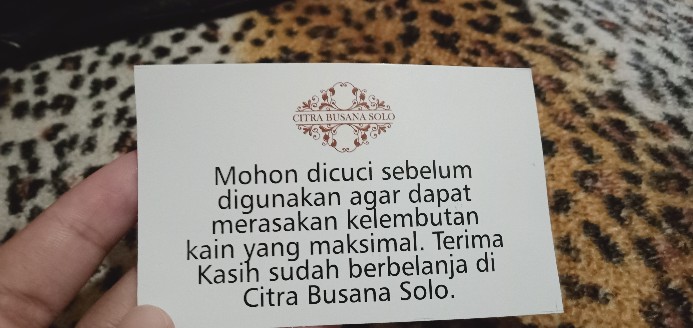 CITRA BUSANA SOLO
Mohon dicuci sebelum
digunakan agar dapat
merasakan kelembutan
kain yang maksimal. Terima
Kasih sudah berbelanja di
Citra Busana Solo.